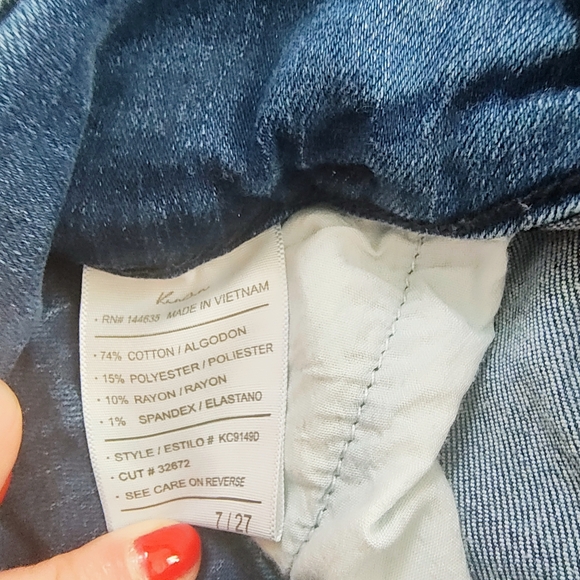 Kancan
• RN# 144635 MADE IN VIETNAM
• 74% COTTON / ALGODON
• 15% POLYESTER / POLIESTER
• 10% RAYON / RAYON
• 1% SPANDEX / ELASTANO
• STYLE / ESTILO # KC9149D
• CUT # 32672
• SEE CARE ON REVERSE
7 / 27